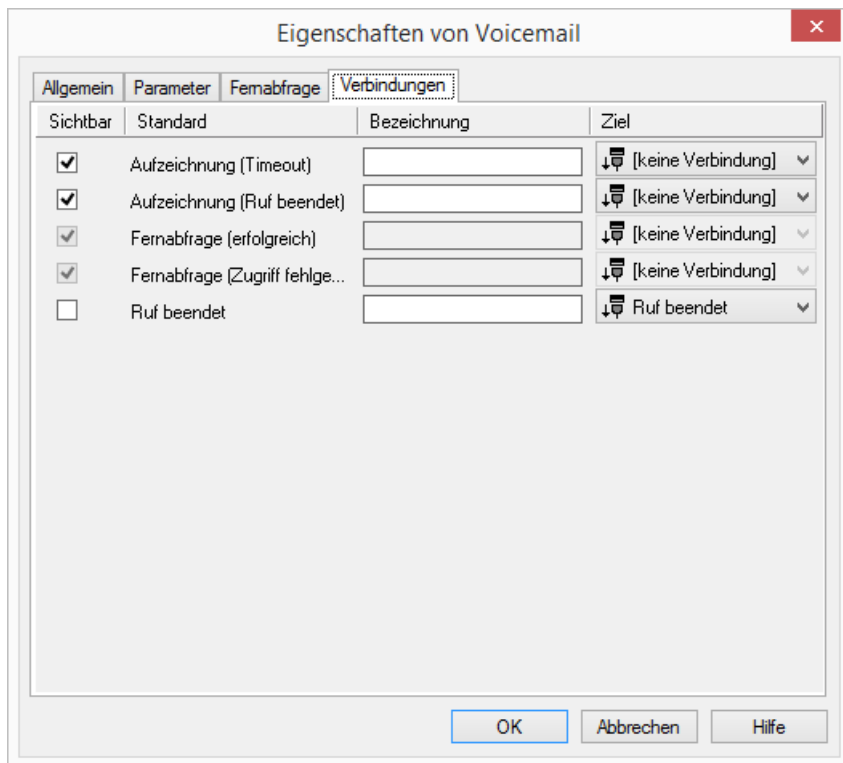 Eigenschaften von Voicemail
Allgemein Parameter Fernabfrage Verbindungen
Sichtbar Standard Bezeichnung Ziel
Aufzeichnung (Timeout) [keine Verbindung]
Aufzeichnung (Ruf beendet) [keine Verbindung]
Fernabfrage (erfolgreich) [keine Verbindung]
Fernabfrage (Zugriff fehlge... [keine Verbindung]
Ruf beendet Ruf beendet
OK Abbrechen Hilfe